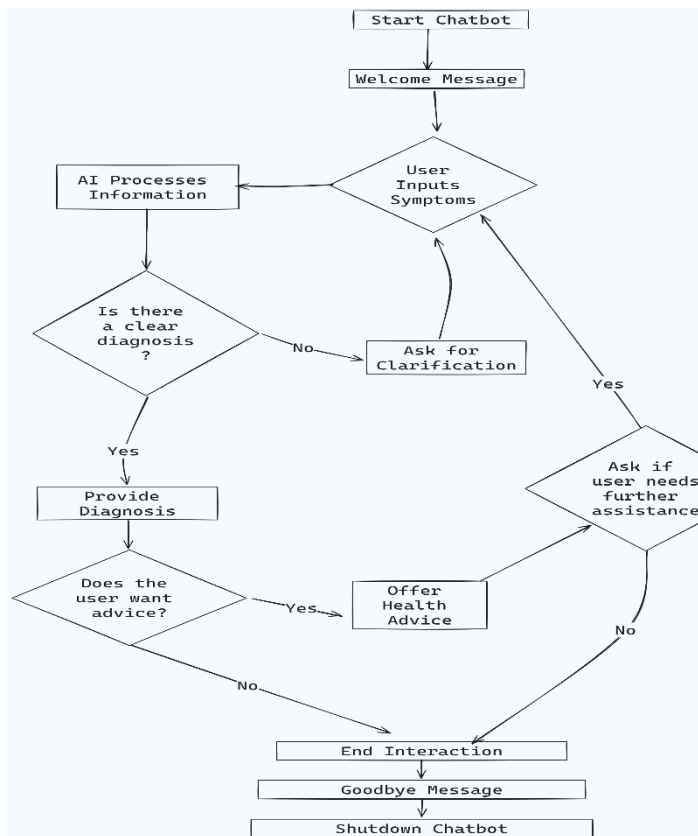 Start Chatbot
Welcome Message
User
Inputs
Symptoms
AI Processes
Information
Is there
a clear
diagnosis
?
No
Ask for
Clarification
Yes
Yes
Provide
Diagnosis
Ask if
user needs
further
assistance
Does the
user want
advice?
Yes
Offer
Health
Advice
No
No
End Interaction
Goodbye Message
Shutdown Chatbot